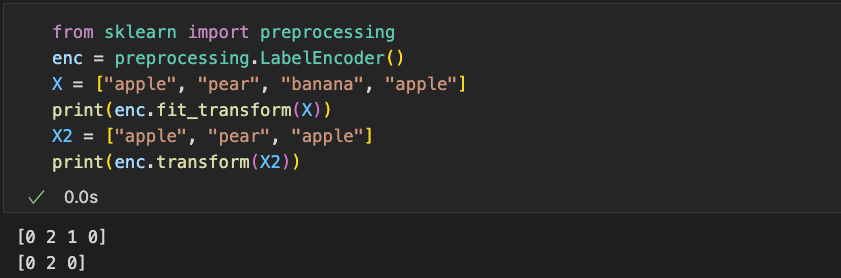 from sklearn import preprocessing
enc = preprocessing.LabelEncoder()
X = ["apple", "pear", "banana", "apple"]
print(enc.fit_transform(X))
X2 = ["apple", "pear", "apple"]
print(enc.transform(X2))
✓ 0.0s
[0 2 1 0]
[0 2 0]